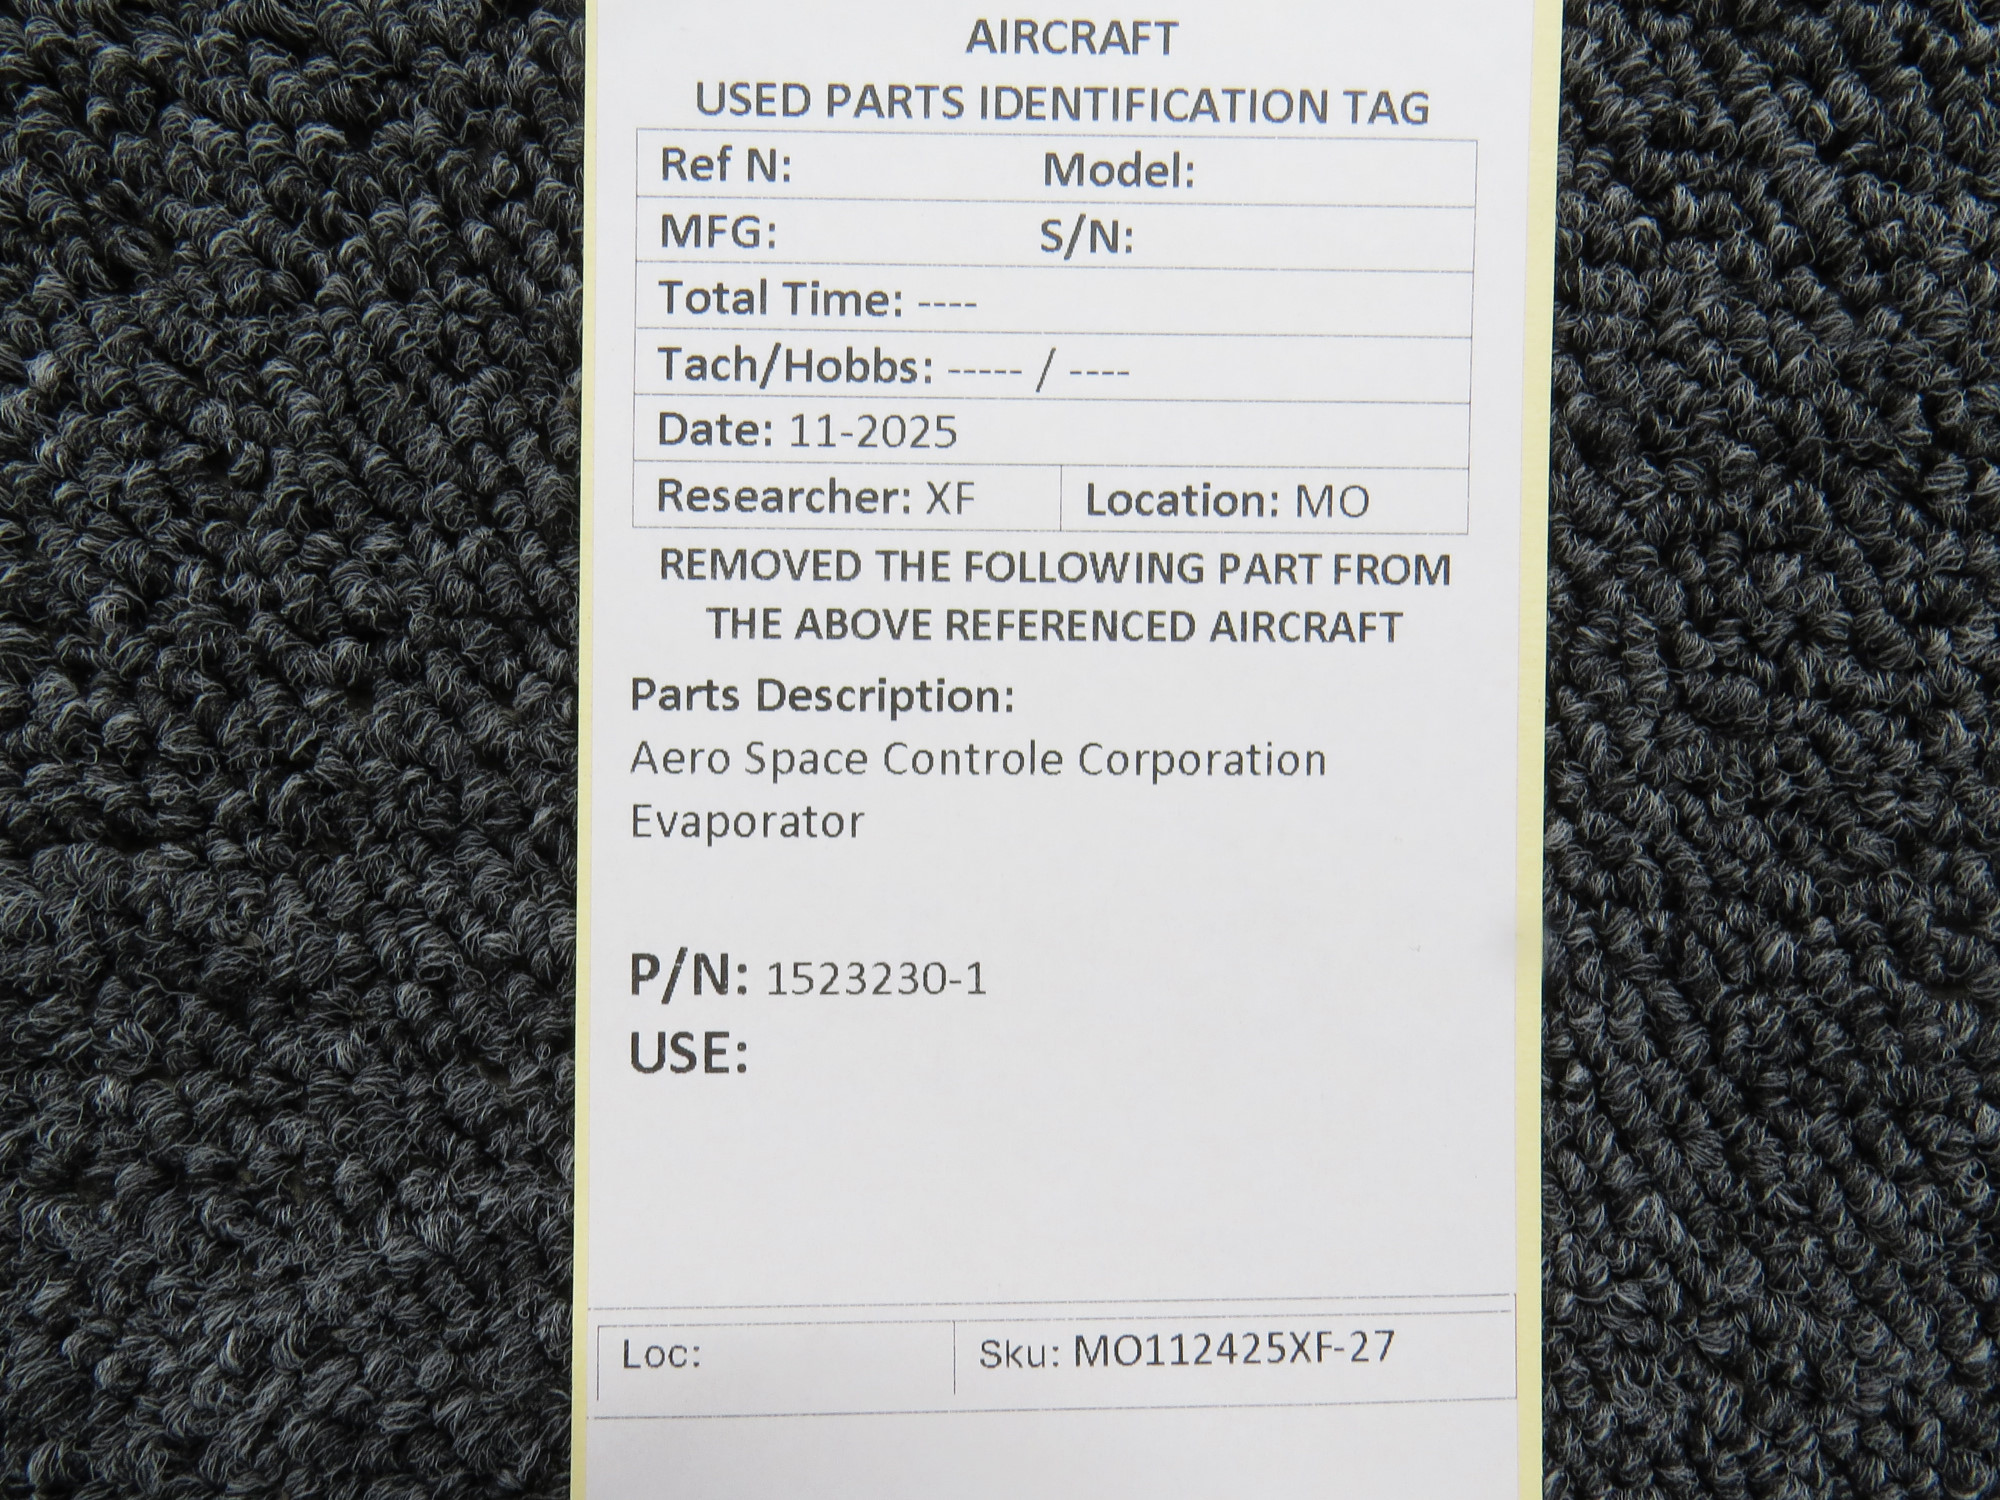 AIRCRAFT
USED PARTS IDENTIFICATION TAG
Ref N: Model:
MFG: S/N:
Total Time: ----
Tach/Hobbs: ----- / ----
Date: 11-2025
Researcher: XF Location: MO
REMOVED THE FOLLOWING PART FROM
THE ABOVE REFERENCED AIRCRAFT
Parts Description:
Aero Space Controle Corporation
Evaporator
P/N: 1523230-1
USE:
Loc: Sku: MO112425XF-27